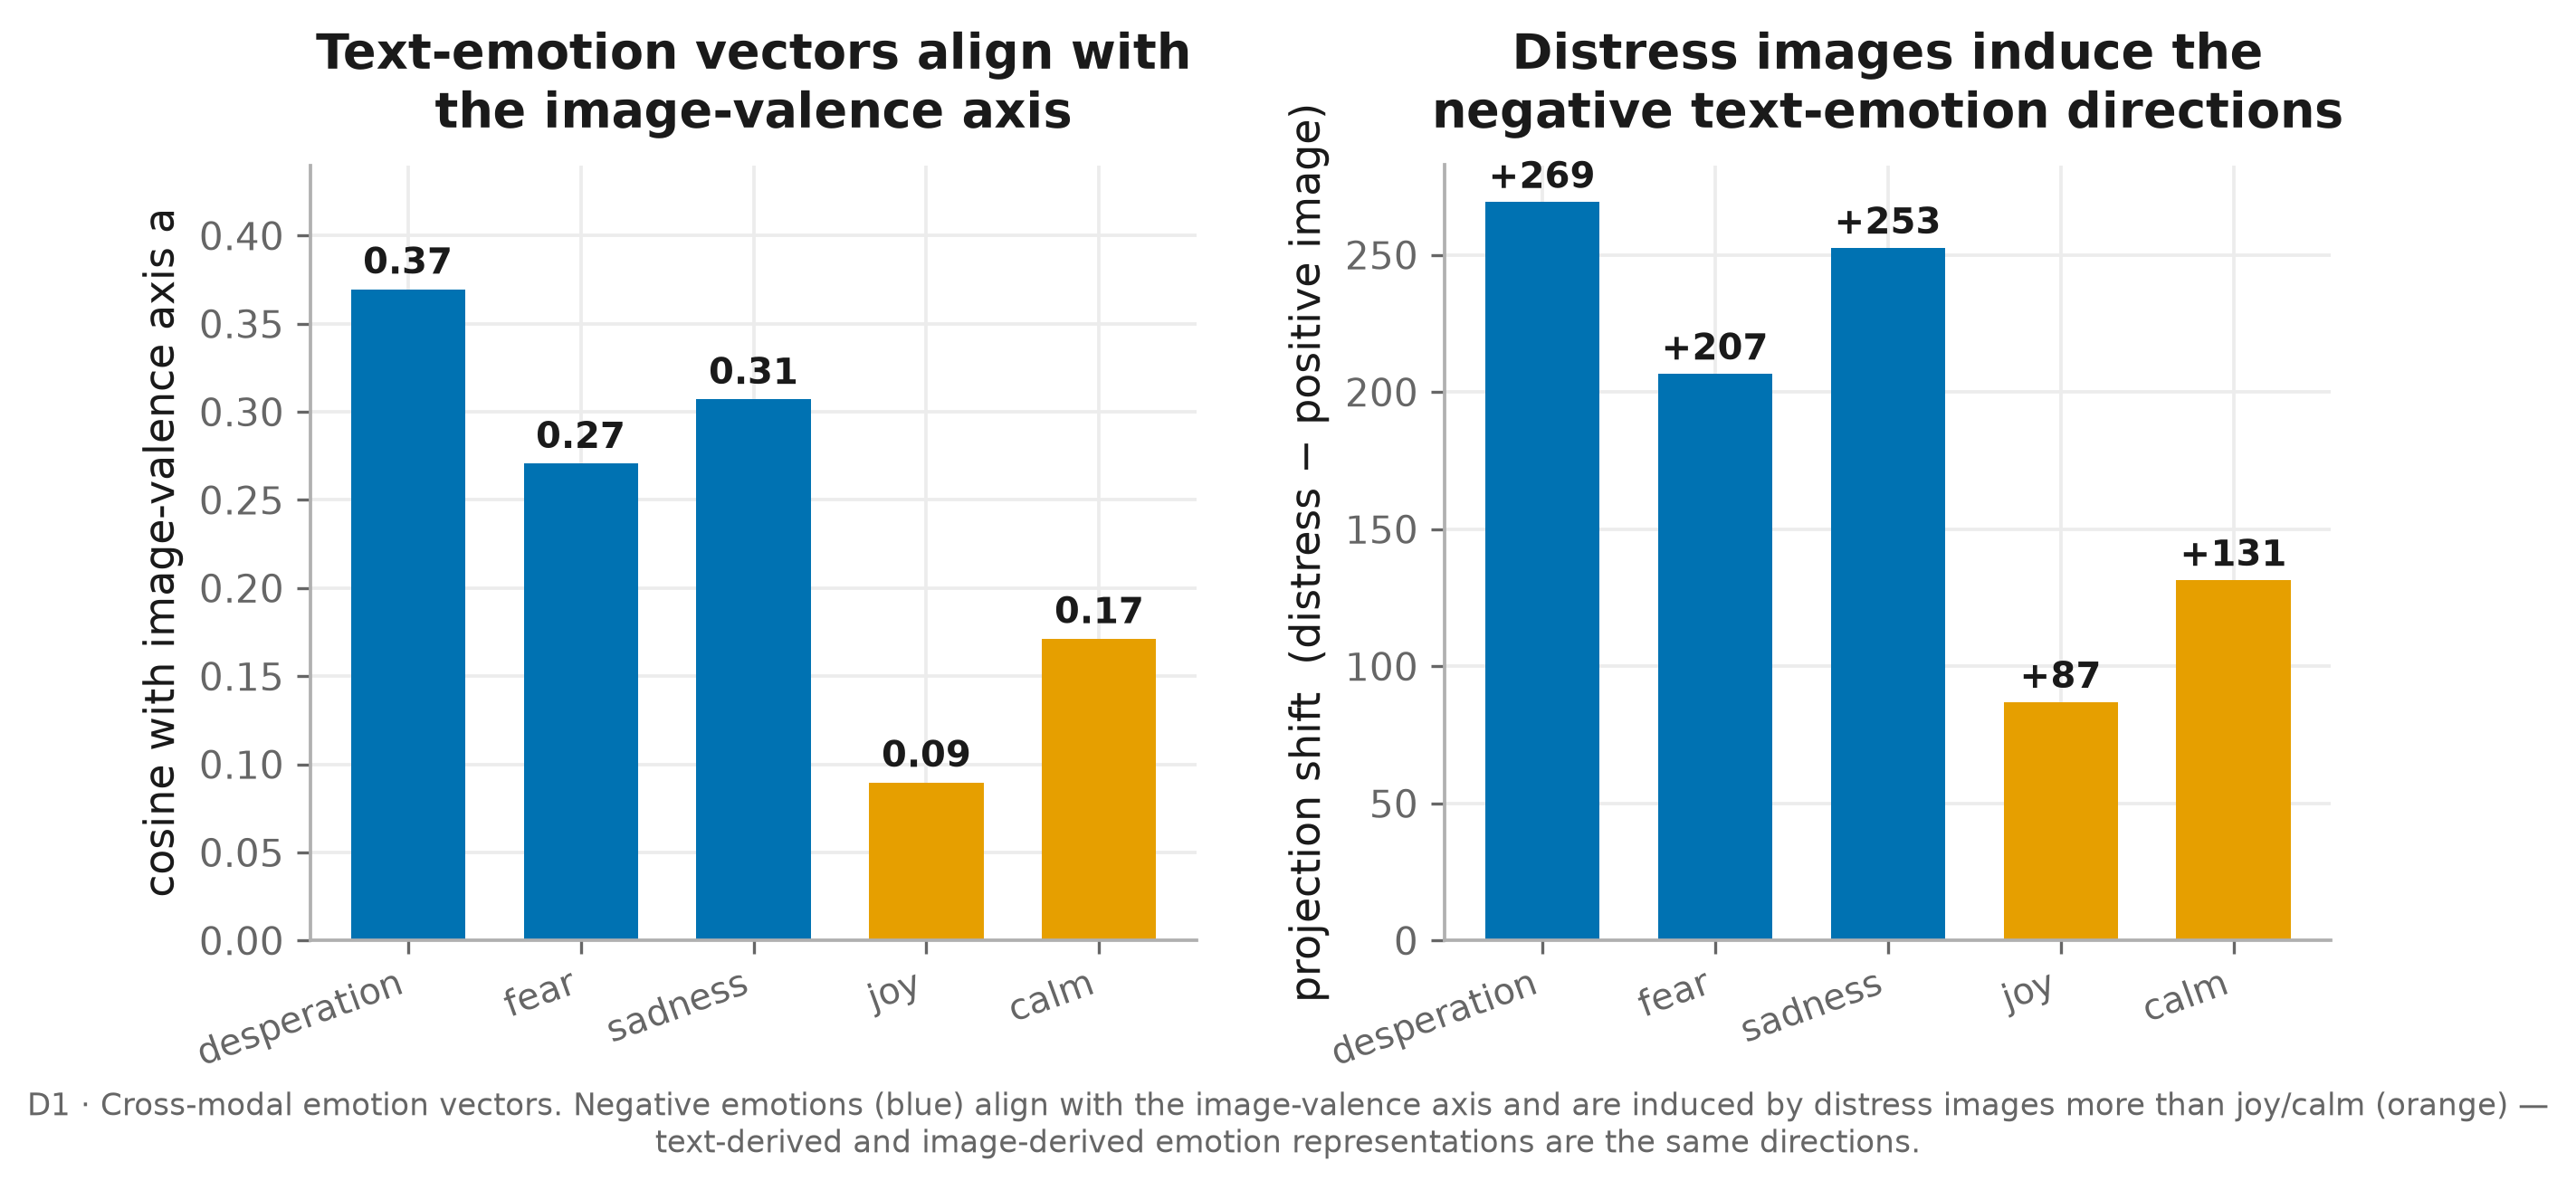 Text-emotion vectors align with
the image-valence axis
cosine with image-valence axis a
0.40
0.35
0.30
0.25
0.20
0.15
0.10
0.05
0.00
0.37
0.27
0.31
0.09
0.17
desperation
fear
sadness
joy
calm
Distress images induce the
negative text-emotion directions
projection shift (distress − positive image)
250
200
150
100
50
0
+269
+207
+253
+87
+131
desperation
fear
sadness
joy
calm
D1 · Cross-modal emotion vectors. Negative emotions (blue) align with the image-valence axis and are induced by distress images more than joy/calm (orange) —
text-derived and image-derived emotion representations are the same directions.